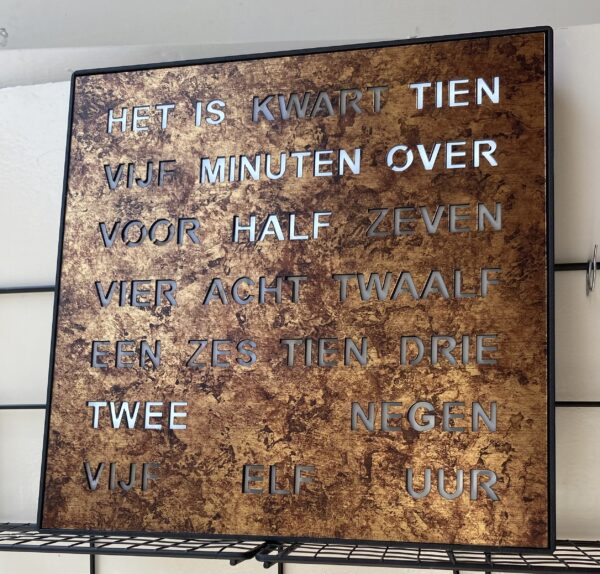 HET IS KWART TIEN
VIJF MINUTEN OVER
VOOR HALF ZEVEN
VIER ACHT TWAALF
EEN ZES TIEN DRIE
TWEE NEGEN
VIJF ELF UUR